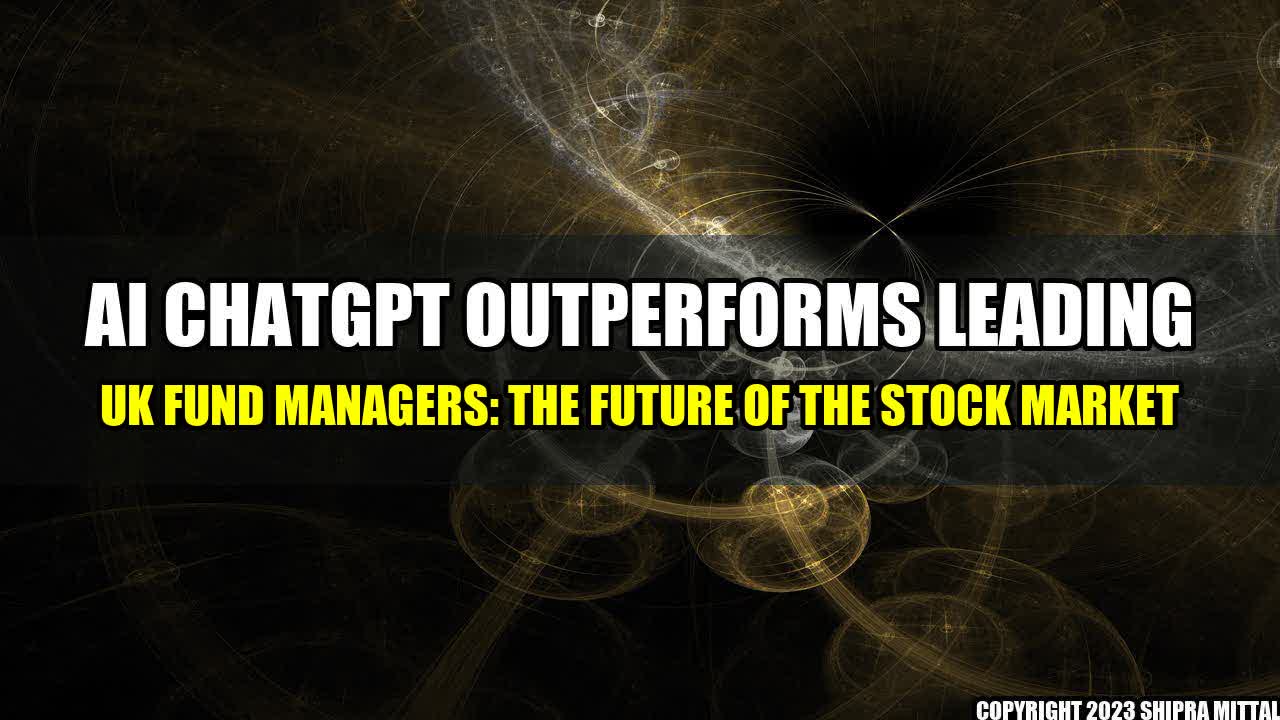 AI CHATGPT OUTPERFORMS LEADING
UK FUND MANAGERS: THE FUTURE OF THE STOCK MARKET
COPYRIGHT 2023 SHIPRA MITTAL